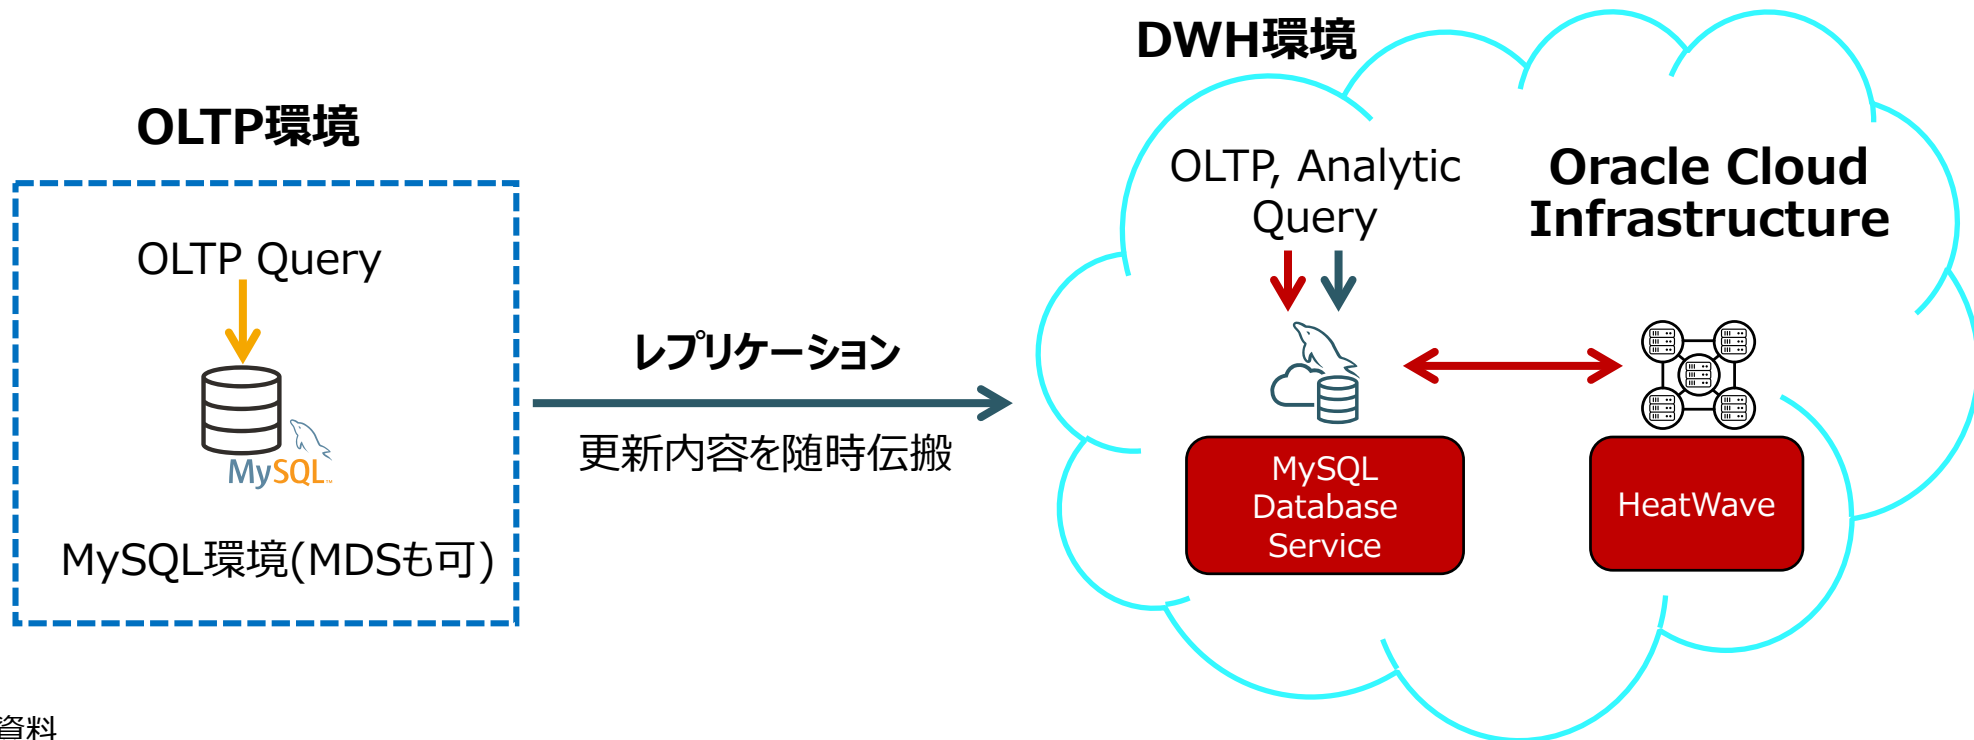 DWH環境
OLTP環境
OLTP, Analytic
Query
Oracle Cloud
Infrastructure
OLTP Query
レプリケーション
更新内容を随時伝搬
MySQL™
MySQL環境(MDSも可)
MySQL
Database
Service
HeatWave
資料